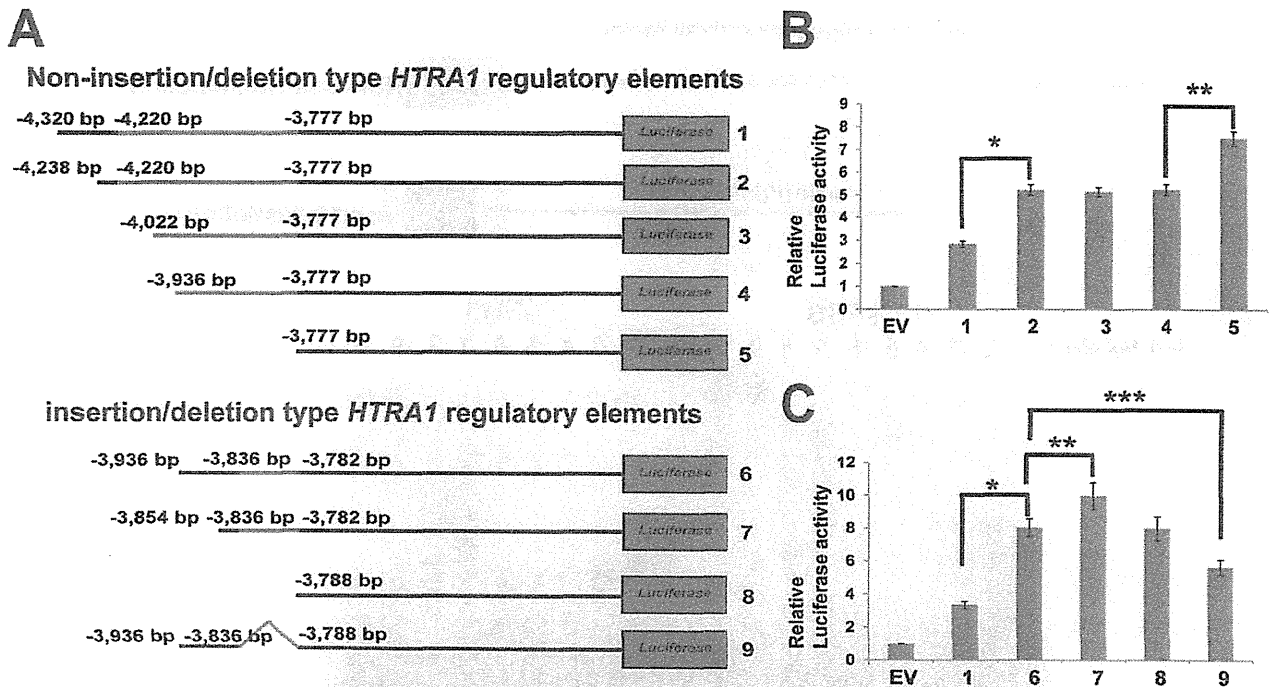 A
Non-insertion/deletion type HTRA1 regulatory elements
-4,320 bp -4,220 bp -3,777 bp Luciferase 1
-4,238 bp -4,220 bp -3,777 bp Luciferase 2
-4,022 bp -3,777 bp Luciferase 3
-3,936 bp -3,777 bp Luciferase 4
-3,777 bp Luciferase 5
insertion/deletion type HTRA1 regulatory elements
-3,936 bp -3,836 bp -3,782 bp Luciferase 6
-3,854 bp -3,836 bp -3,782 bp Luciferase 7
-3,788 bp Luciferase 8
-3,936 bp -3,836 bp -3,788 bp Luciferase 9
B
Relative
Luciferase activity
9
8
7
6
5
4
3
2
1
0
*
**
EV 1 2 3 4 5
C
Relative
Luciferase activity
12
10
8
6
4
2
0
*
**
***
EV 1 6 7 8 9